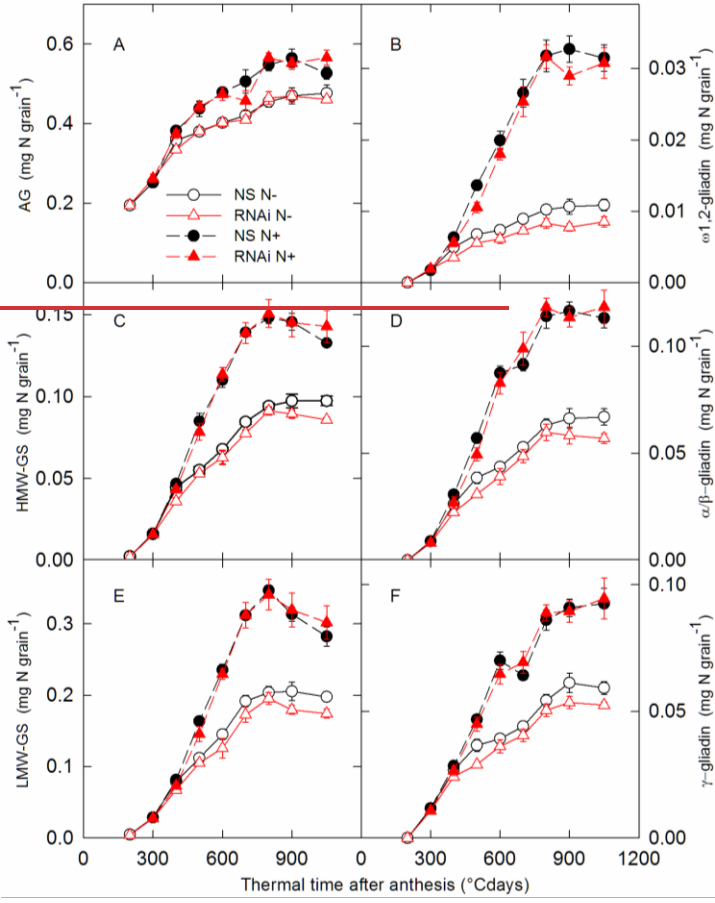 A
B
0.6
0.4
0.2
0.0
AG (mg N grain-1)
NS N-
RNAi N-
NS N+
RNAi N+
0.03
0.02
0.01
0.00
ω1,2-gliadin (mg N grain-1)
C
D
0.15
0.10
0.05
0.00
HMW-GS (mg N grain-1)
0.10
0.05
0.00
α/β-gliadin (mg N grain-1)
E
F
0.3
0.2
0.1
0.0
LMW-GS (mg N grain-1)
0.10
0.05
0.00
γ-gliadin (mg N grain-1)
0 300 600 900 0 300 600 900 1200
Thermal time after anthesis (°Cdays)